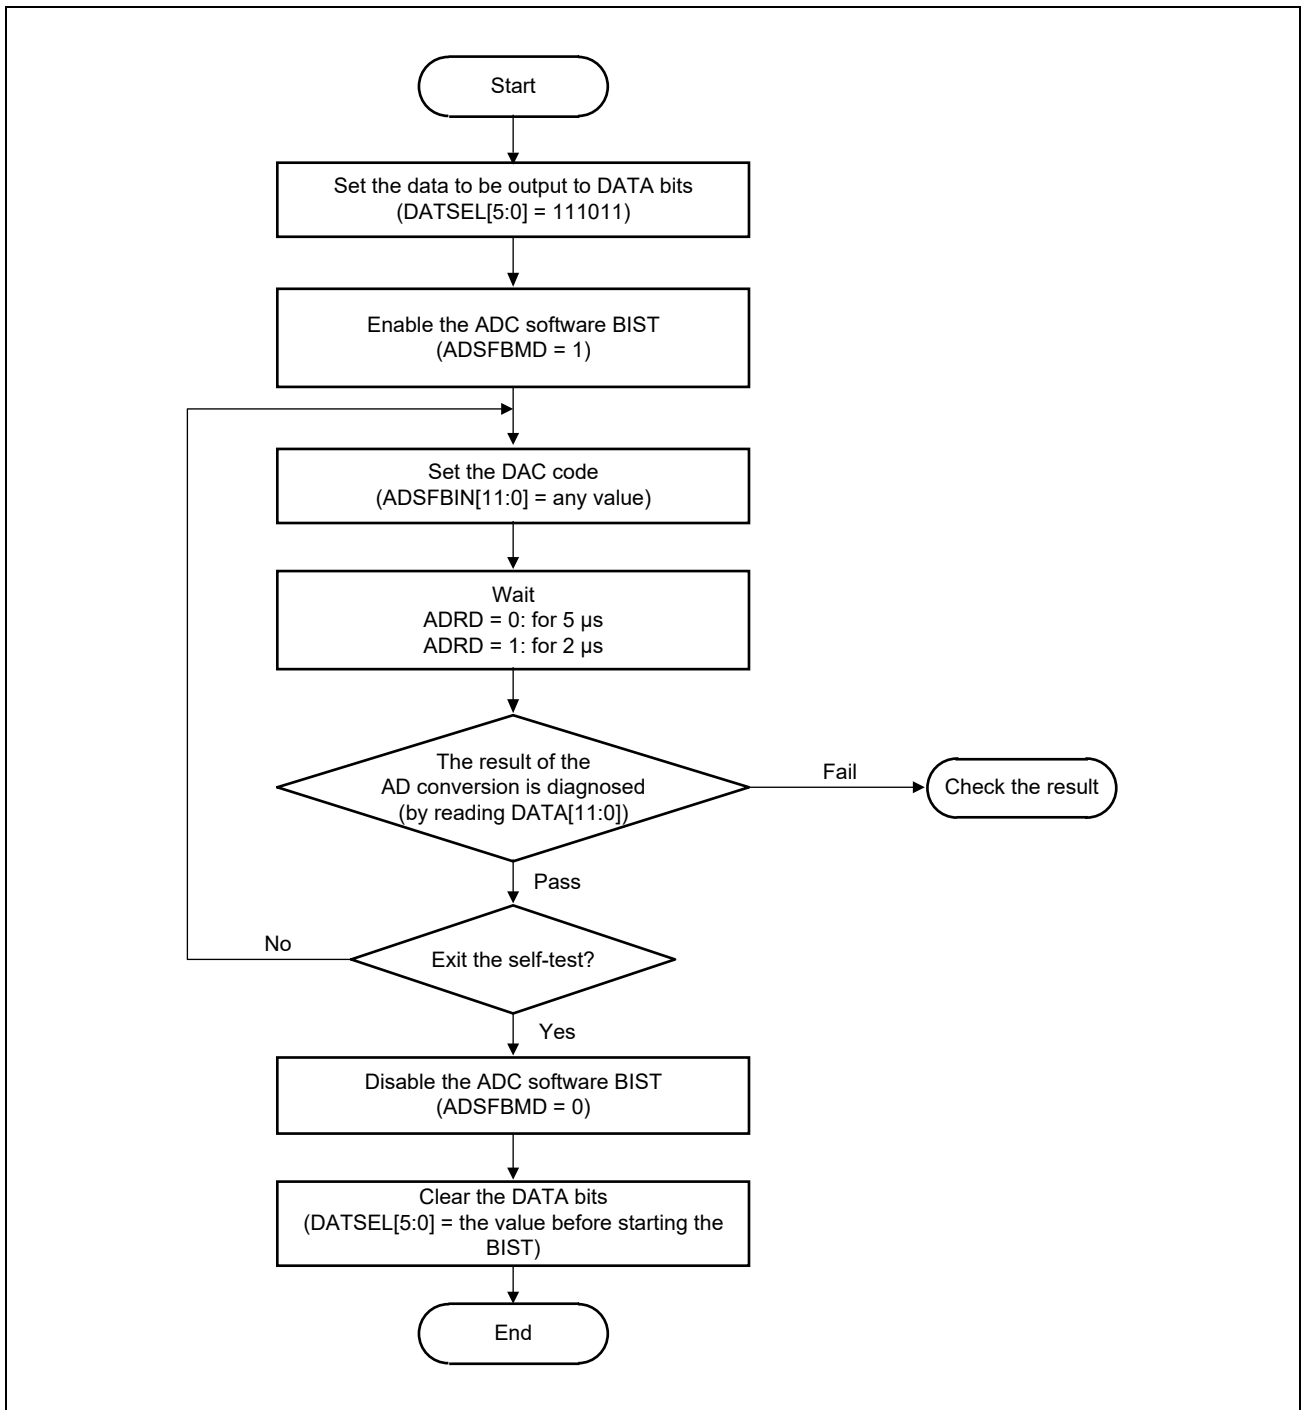 Start
Set the data to be output to DATA bits
(DATSEL[5:0] = 111011)
Enable the ADC software BIST
(ADSFBMD = 1)
Set the DAC code
(ADSFBIN[11:0] = any value)
Wait
ADRD = 0: for 5 µs
ADRD = 1: for 2 µs
The result of the
AD conversion is diagnosed
(by reading DATA[11:0])
Fail
Check the result
Pass
No
Exit the self-test?
Yes
Disable the ADC software BIST
(ADSFBMD = 0)
Clear the DATA bits
(DATSEL[5:0] = the value before starting the
BIST)
End